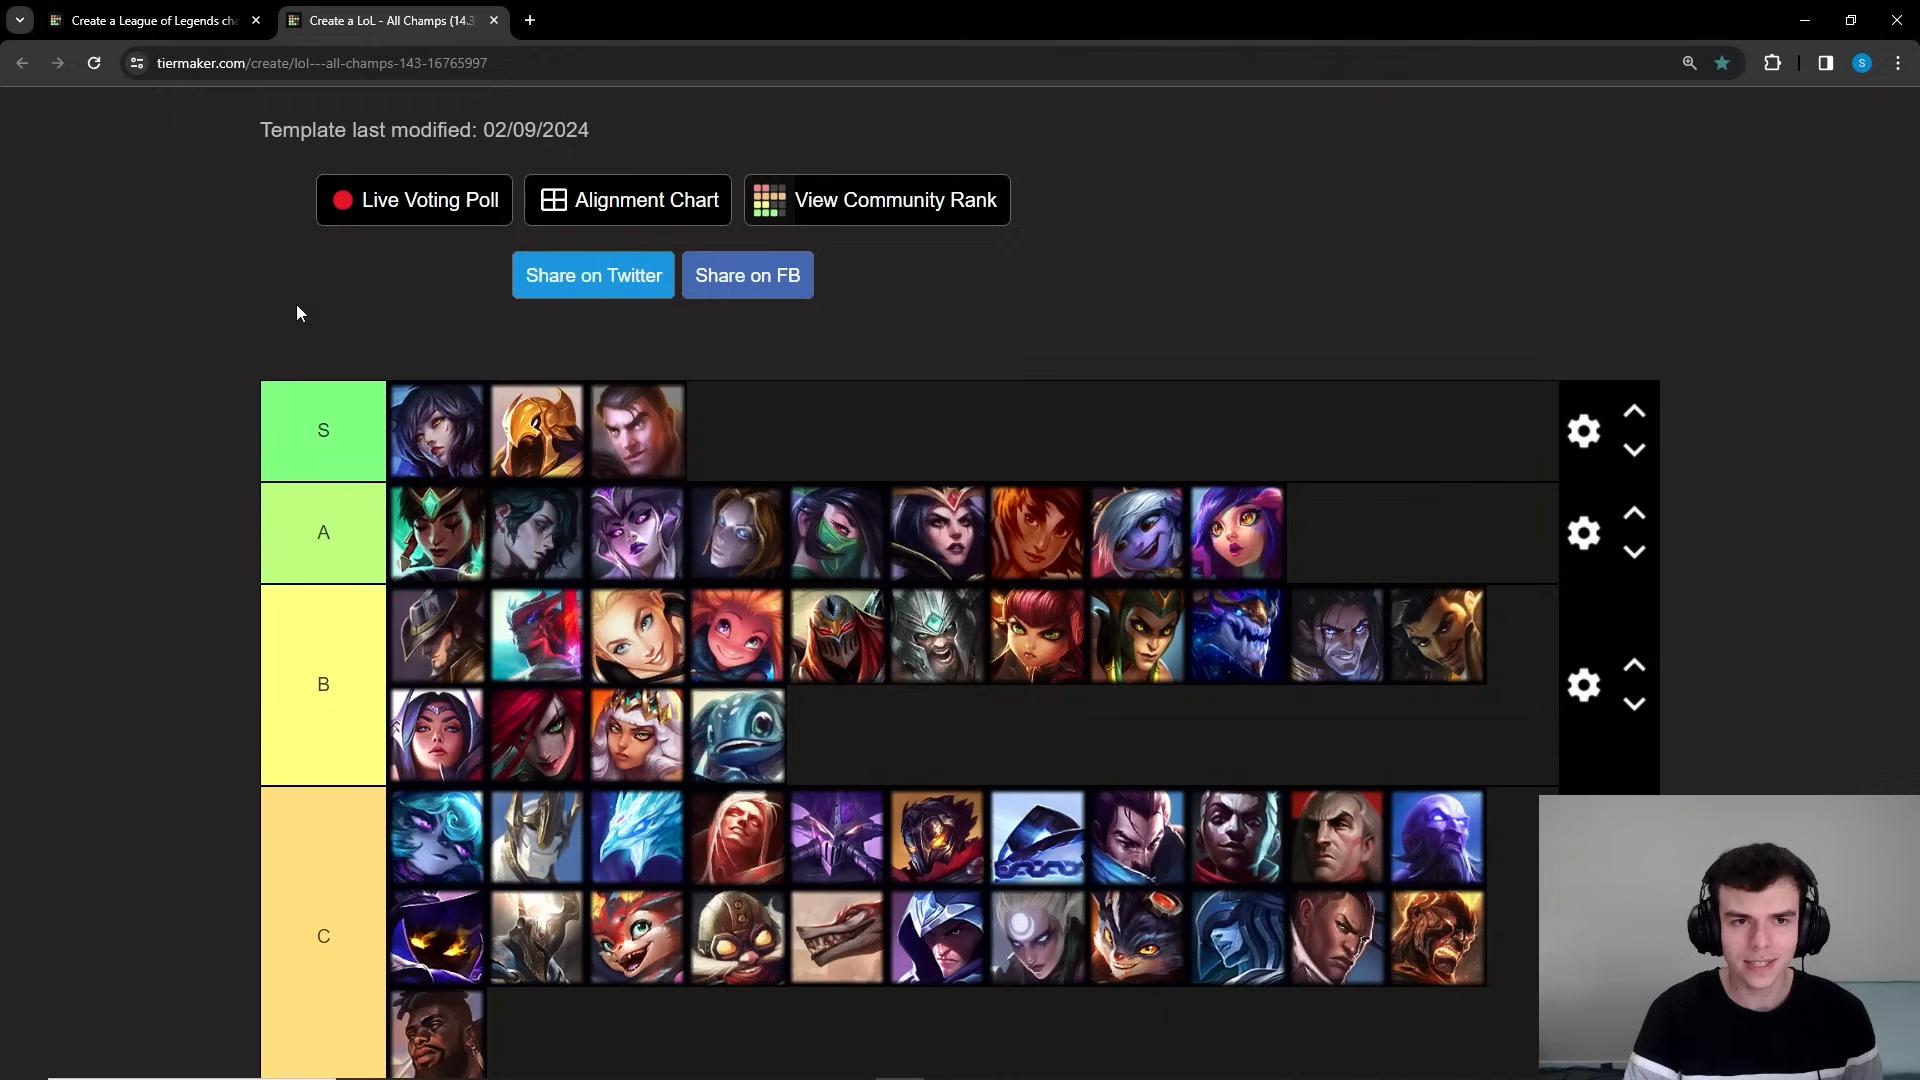 Create a League of Legends cha
Create a LoL - All Champs (14.3
tiermaker.com/create/lol---all-champs-143-16765997
S
Template last modified: 02/09/2024
Live Voting Poll
Alignment Chart
View Community Rank
Share on Twitter
Share on FB
S
A
B
C